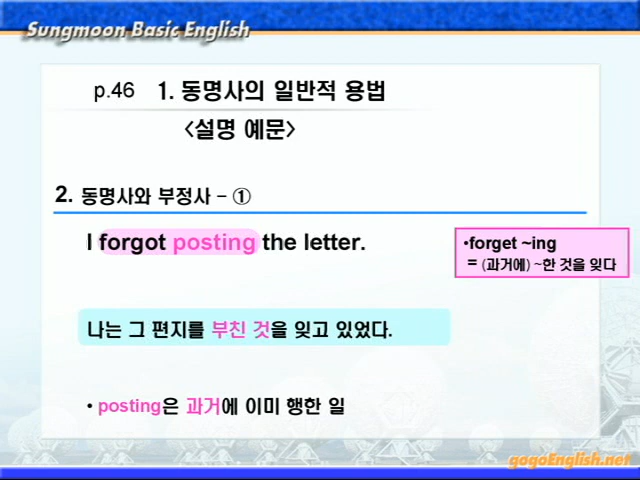 Sungmoon Basic English
p.46 1. 동명사의 일반적 용법
<설명 예문>
2. 동명사와 부정사 – ①
I forgot posting the letter.
•forget ~ing
= (과거에) ~한 것을 잊다
나는 그 편지를 부친 것을 잊고 있었다.
• posting은 과거에 이미 행한 일
gogoEnglish.net